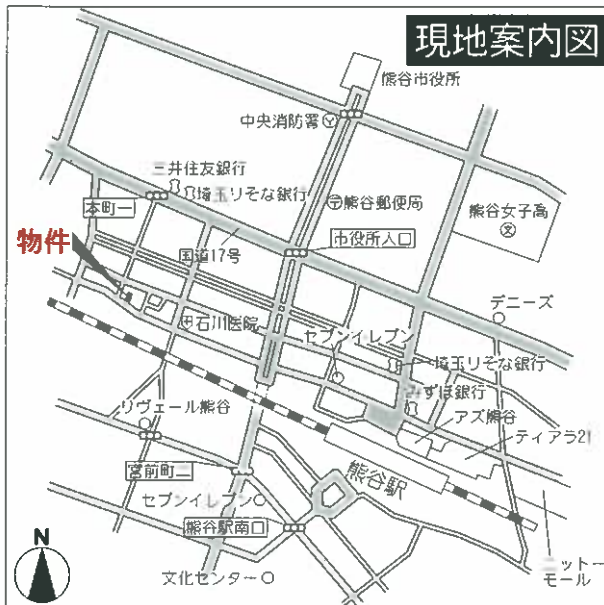 現地案内図
熊谷市役所
中央消防署
三井住友銀行
埼玉りそな銀行
本町一
熊谷郵便局
熊谷女子高
物件
国道17号
市役所入口
デニーズ
石川医院
セブンイレブン
埼玉りそな銀行
みずほ銀行
アズ熊谷
リヴェール熊谷
ティアラ21
宮前町二
熊谷駅
セブンイレブン
熊谷駅南口
ニットー
モール
文化センター
N